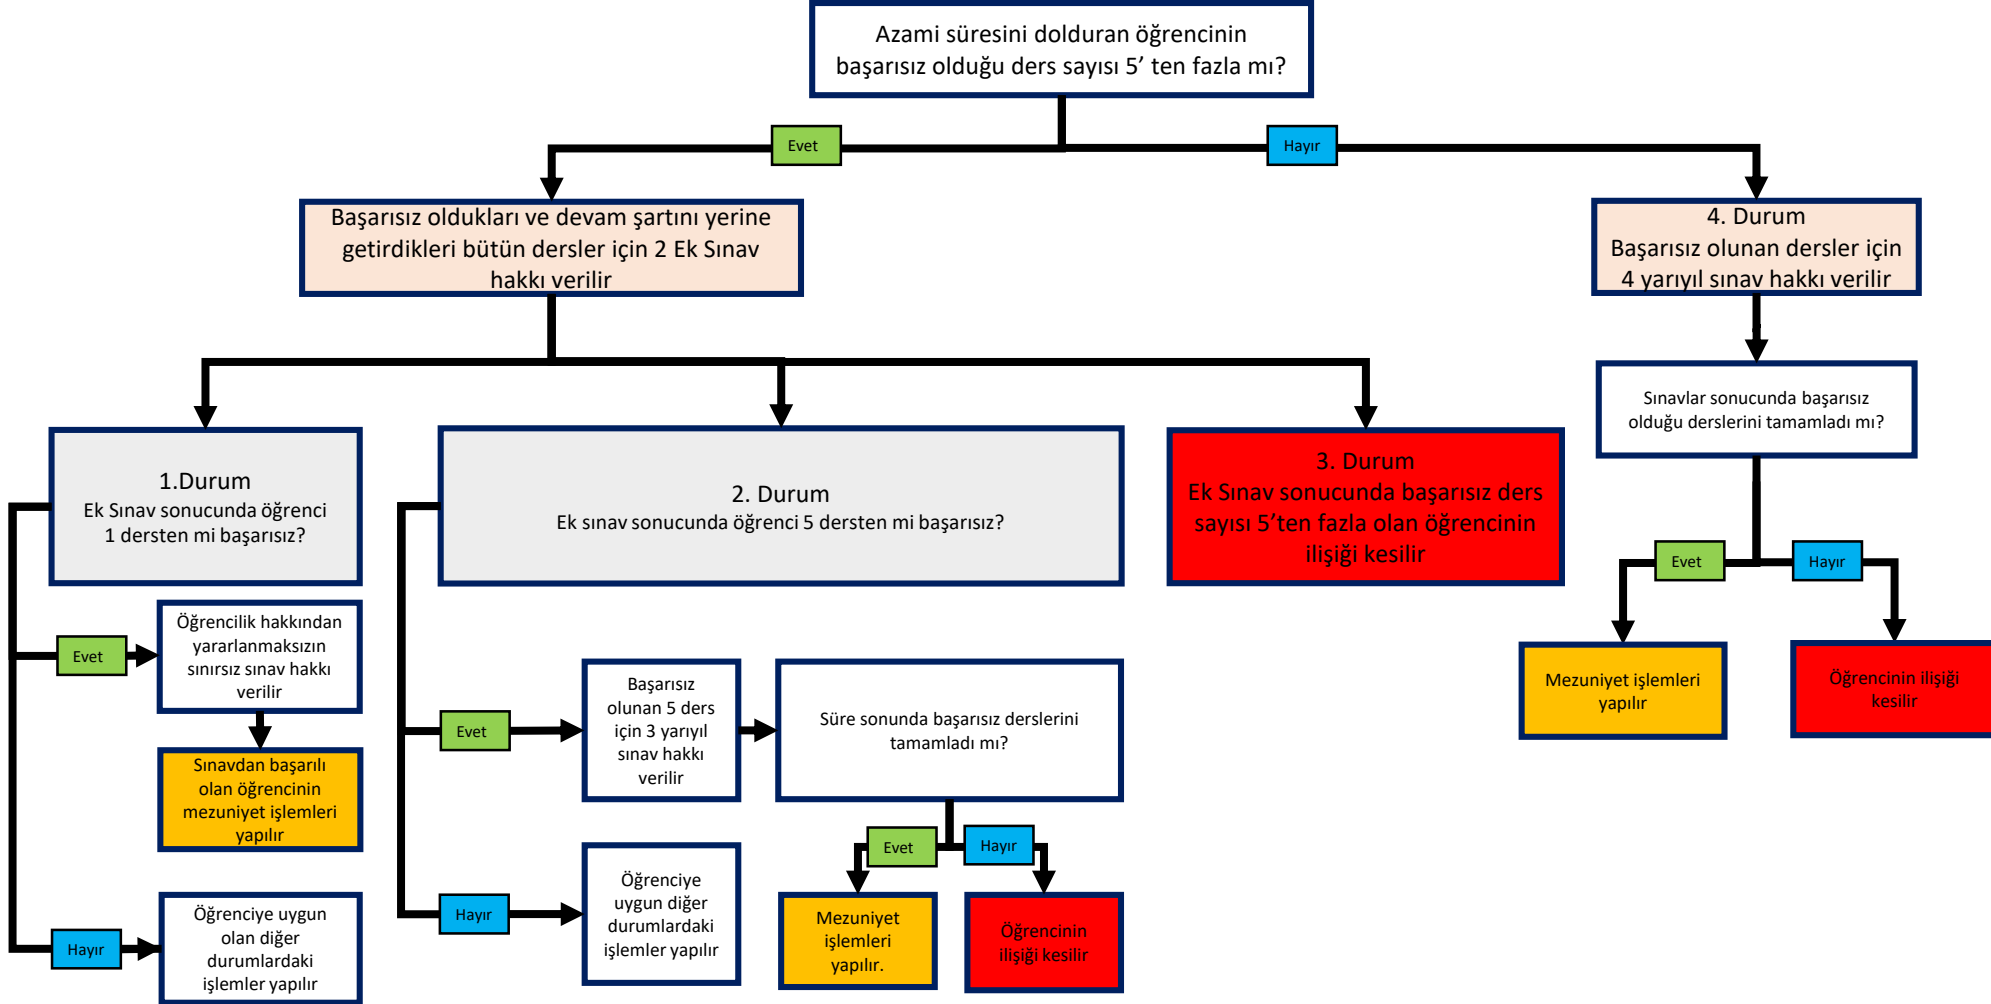 Azami süresini dolduran öğrencinin
başarısız olduğu ders sayısı 5' ten fazla mı?
Evet
Hayır
Başarısız oldukları ve devam şartını yerine
getirdikleri bütün dersler için 2 Ek Sınav
hakkı verilir
4. Durum
Başarısız olunan dersler için
4 yarıyıl sınav hakkı verilir
Sınavlar sonucunda başarısız
olduğu derslerini tamamladı mı?
1.Durum
Ek Sınav sonucunda öğrenci
1 dersten mi başarısız?
2. Durum
Ek sınav sonucunda öğrenci 5 dersten mi başarısız?
3. Durum
Ek Sınav sonucunda başarısız ders
sayısı 5'ten fazla olan öğrencinin
ilişiği kesilir
Evet
Hayır
Evet
Öğrencilik hakkından
yararlanmaksızın
sınırsız sınav hakkı
verilir
Mezuniyet işlemleri
yapılır
Öğrencinin ilişiği
kesilir
Evet
Başarısız
olunan 5 ders
için 3 yarıyıl
sınav hakkı
verilir
Süre sonunda başarısız derslerini
tamamladı mı?
Sınavdan başarılı
olan öğrencinin
mezuniyet işlemleri
yapılır
Evet
Hayır
Hayır
Öğrenciye uygun
olan diğer
durumlardaki
işlemler yapılır
Hayır
Öğrenciye
uygun diğer
durumlardaki
işlemler yapılır
Mezuniyet
işlemleri
yapılır.
Öğrencinin
ilişiği kesilir